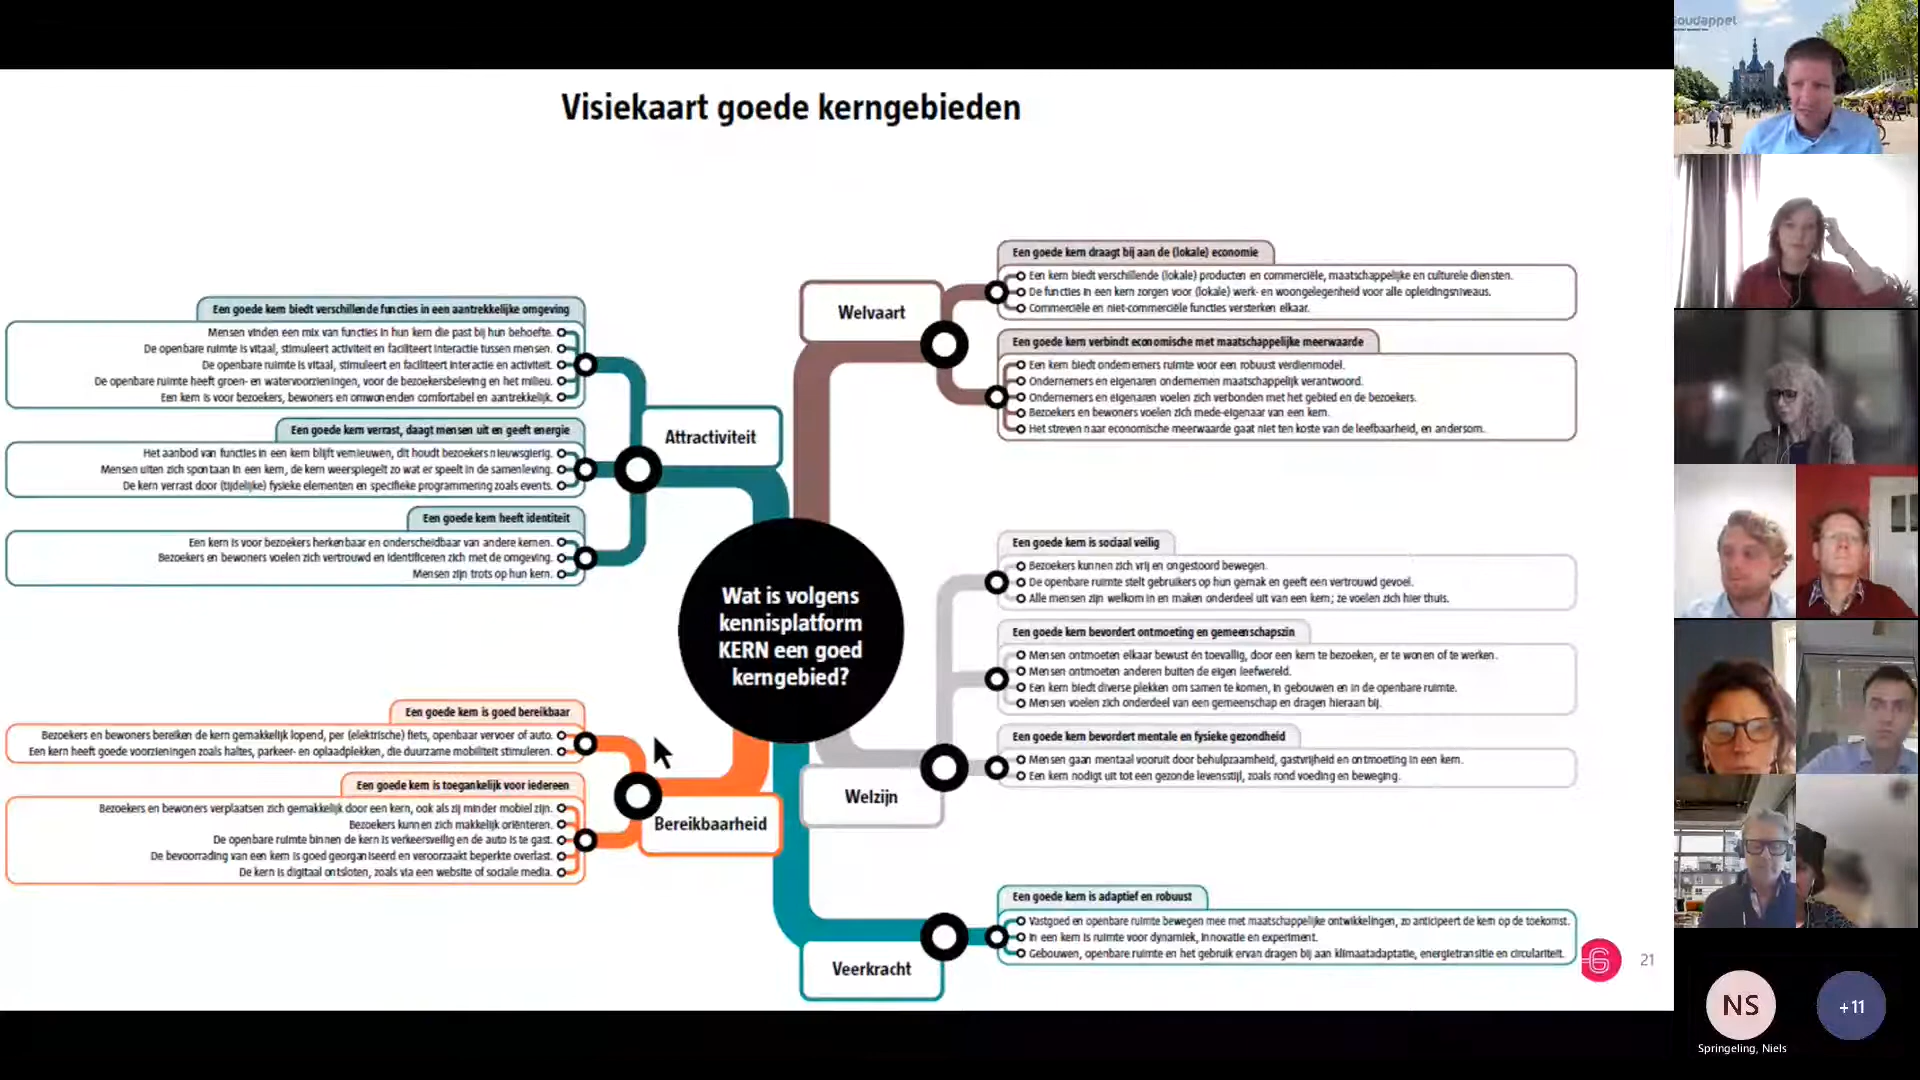 Visiekaart goede kerngebieden
Een goede kern biedt verschillende functies in een aantrekkelijke omgeving
Mensen vinden een mix van functies in hun kern die past bij hun behoefte.
De openbare ruimte is vitaal, stimuleert activiteit en faciliteert interactie tussen mensen.
De openbare ruimte is vitaal, stimuleert en faciliteert interactie en activiteit.
De openbare ruimte heeft groen- en watervoorzieningen, voor de bezoekersbeleving en het milieu.
Een kern is voor bezoekers, bewoners en omwonenden comfortabel en aantrekkelijk.
Een goede kern verrast, daagt mensen uit en geeft energie
Het aanbod van functies in een kern blijft vernieuwen, dit houdt bezoekers nieuwsgierig.
Mensen uiten zich spontaan in een kern, de kern weerspiegelt zo wat er speelt in de samenleving.
De kern verrast door (tijdelijke) fysieke elementen en specifieke programmering zoals events.
Een goede kern heeft identiteit
Een kern is voor bezoekers herkenbaar en onderscheidbaar van andere kernen.
Bezoekers en bewoners voelen zich vertrouwd en identificeren zich met de omgeving.
Mensen zijn trots op hun kern.
Attractiviteit
Een goede kern is goed bereikbaar
Bezoekers en bewoners bereiken de kern gemakkelijk lopend, per (elektrische) fiets, openbaar vervoer of auto.
Een kern heeft goede voorzieningen zoals haltes, parkeer- en oplaadplekken, die duurzame mobiliteit stimuleren.
Een goede kern is toegankelijk voor iedereen
Bezoekers en bewoners verplaatsen zich gemakkelijk door een kern, ook als zij minder mobiel zijn.
Bezoekers kunnen zich makkelijk oriënteren.
De openbare ruimte binnen de kern is verkeersveilig en de auto is te gast.
De bevoorrading van een kern is goed georganiseerd en veroorzaakt beperkte overlast.
De kern is digitaal ontsloten, zoals via een website of sociale media.
Bereikbaarheid
Wat is volgens
kennisplatform
KERN een goed
kerngebied?
Welvaart
Een goede kern draagt bij aan de (lokale) economie
Een kern biedt verschillende (lokale) producten en commerciële, maatschappelijke en culturele diensten.
De functies in een kern zorgen voor (lokale) werk- en woongelegenheid voor alle opleidingsniveaus.
Commerciële en niet-commerciële functies versterken elkaar.
Een goede kern verbindt economische met maatschappelijke meerwaarde
Een kern biedt ondernemers ruimte voor een robuust verdienmodel.
Ondernemers en eigenaren ondernemen maatschappelijk verantwoord.
Ondernemers en eigenaren voelen zich verbonden met het gebied en de bezoekers.
Bezoekers en bewoners voelen zich mede-eigenaar van een kern.
Het streven naar economische meerwaarde gaat niet ten koste van de leefbaarheid, en andersom.
Een goede kern is sociaal veilig
Bezoekers kunnen zich vrij en ongestoord bewegen.
De openbare ruimte stelt gebruikers op hun gemak en geeft een vertrouwd gevoel.
Alle mensen zijn welkom in en maken onderdeel uit van een kern; ze voelen zich hier thuis.
Een goede kern bevordert ontmoeting en gemeenschapszin
Mensen ontmoeten elkaar bewust én toevallig, door een kern te bezoeken, er te wonen of te werken.
Mensen ontmoeten anderen buiten de eigen leefwereld.
Een kern biedt diverse plekken om samen te komen, in gebouwen en in de openbare ruimte.
Mensen voelen zich onderdeel van een gemeenschap en dragen hieraan bij.
Een goede kern bevordert mentale en fysieke gezondheid
Mensen gaan mentaal vooruit door behulpzaamheid, gastvrijheid en ontmoeting in een kern.
Een kern nodigt uit tot een gezonde levensstijl, zoals rond voeding en beweging.
Welzijn
Een goede kern is adaptief en robuust
Vastgoed en openbare ruimte bewegen mee met maatschappelijke ontwikkelingen, zo anticipeert de kern op de toekomst.
In een kern is ruimte voor dynamiek, innovatie en experiment.
Gebouwen, openbare ruimte en het gebruik ervan dragen bij aan klimaatadaptatie, energietransitie en circulariteit.
Veerkracht
21
oudappel
NS
+11
Springeling, Niels